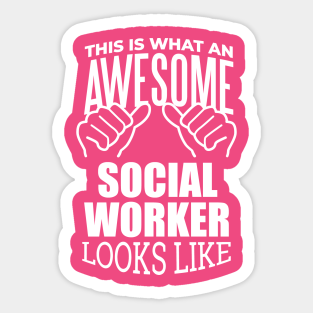 THIS IS WHAT AN
AWESOME
SOCIAL
WORKER
LOOKS LIKE